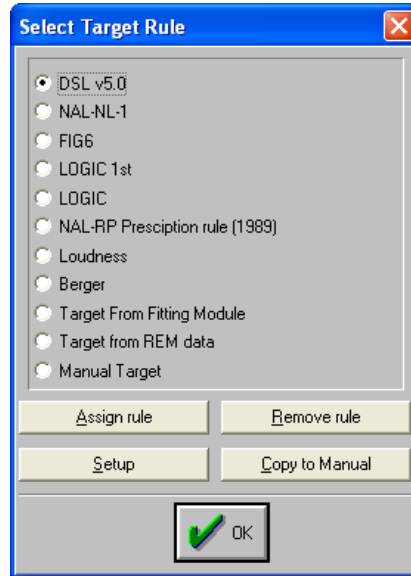 Select Target Rule
DSL v5.0
NAL-NL-1
FIG6
LOGIC 1st
LOGIC
NAL-RP Presciption rule (1989)
Loudness
Berger
Target From Fitting Module
Target from REM data
Manual Target
Assign rule
Remove rule
Setup
Copy to Manual
OK